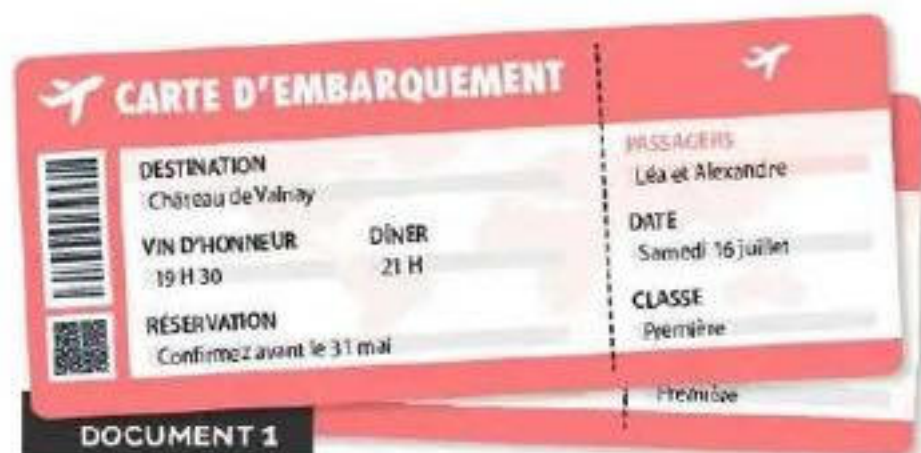 CARTE D'EMBARQUEMENT
DESTINATION
Château de Valnay
VIN D'HONNEUR DÎNER
19 H 30 21 H
RÉSERVATION
Confirmez avant le 31 mai
PASSAGERS
Léa et Alexandre
DATE
Samedi 16 juillet
CLASSE
Première
Première
DOCUMENT 1